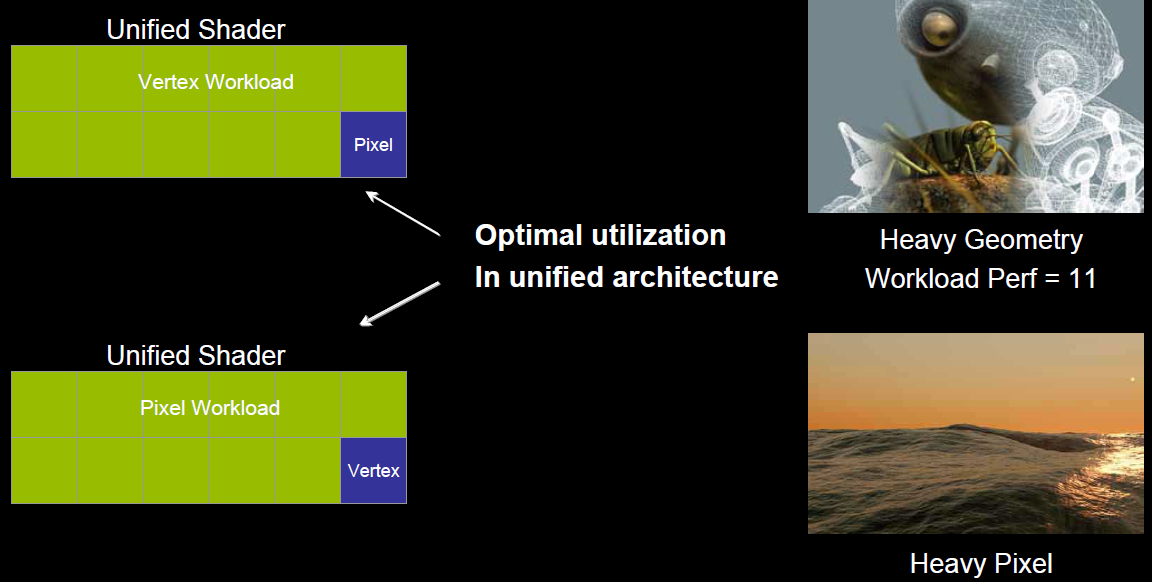 Unified Shader
Vertex Workload
Pixel
Optimal utilization
In unified architecture
Heavy Geometry
Workload Perf = 11
Unified Shader
Pixel Workload
Vertex
Heavy Pixel